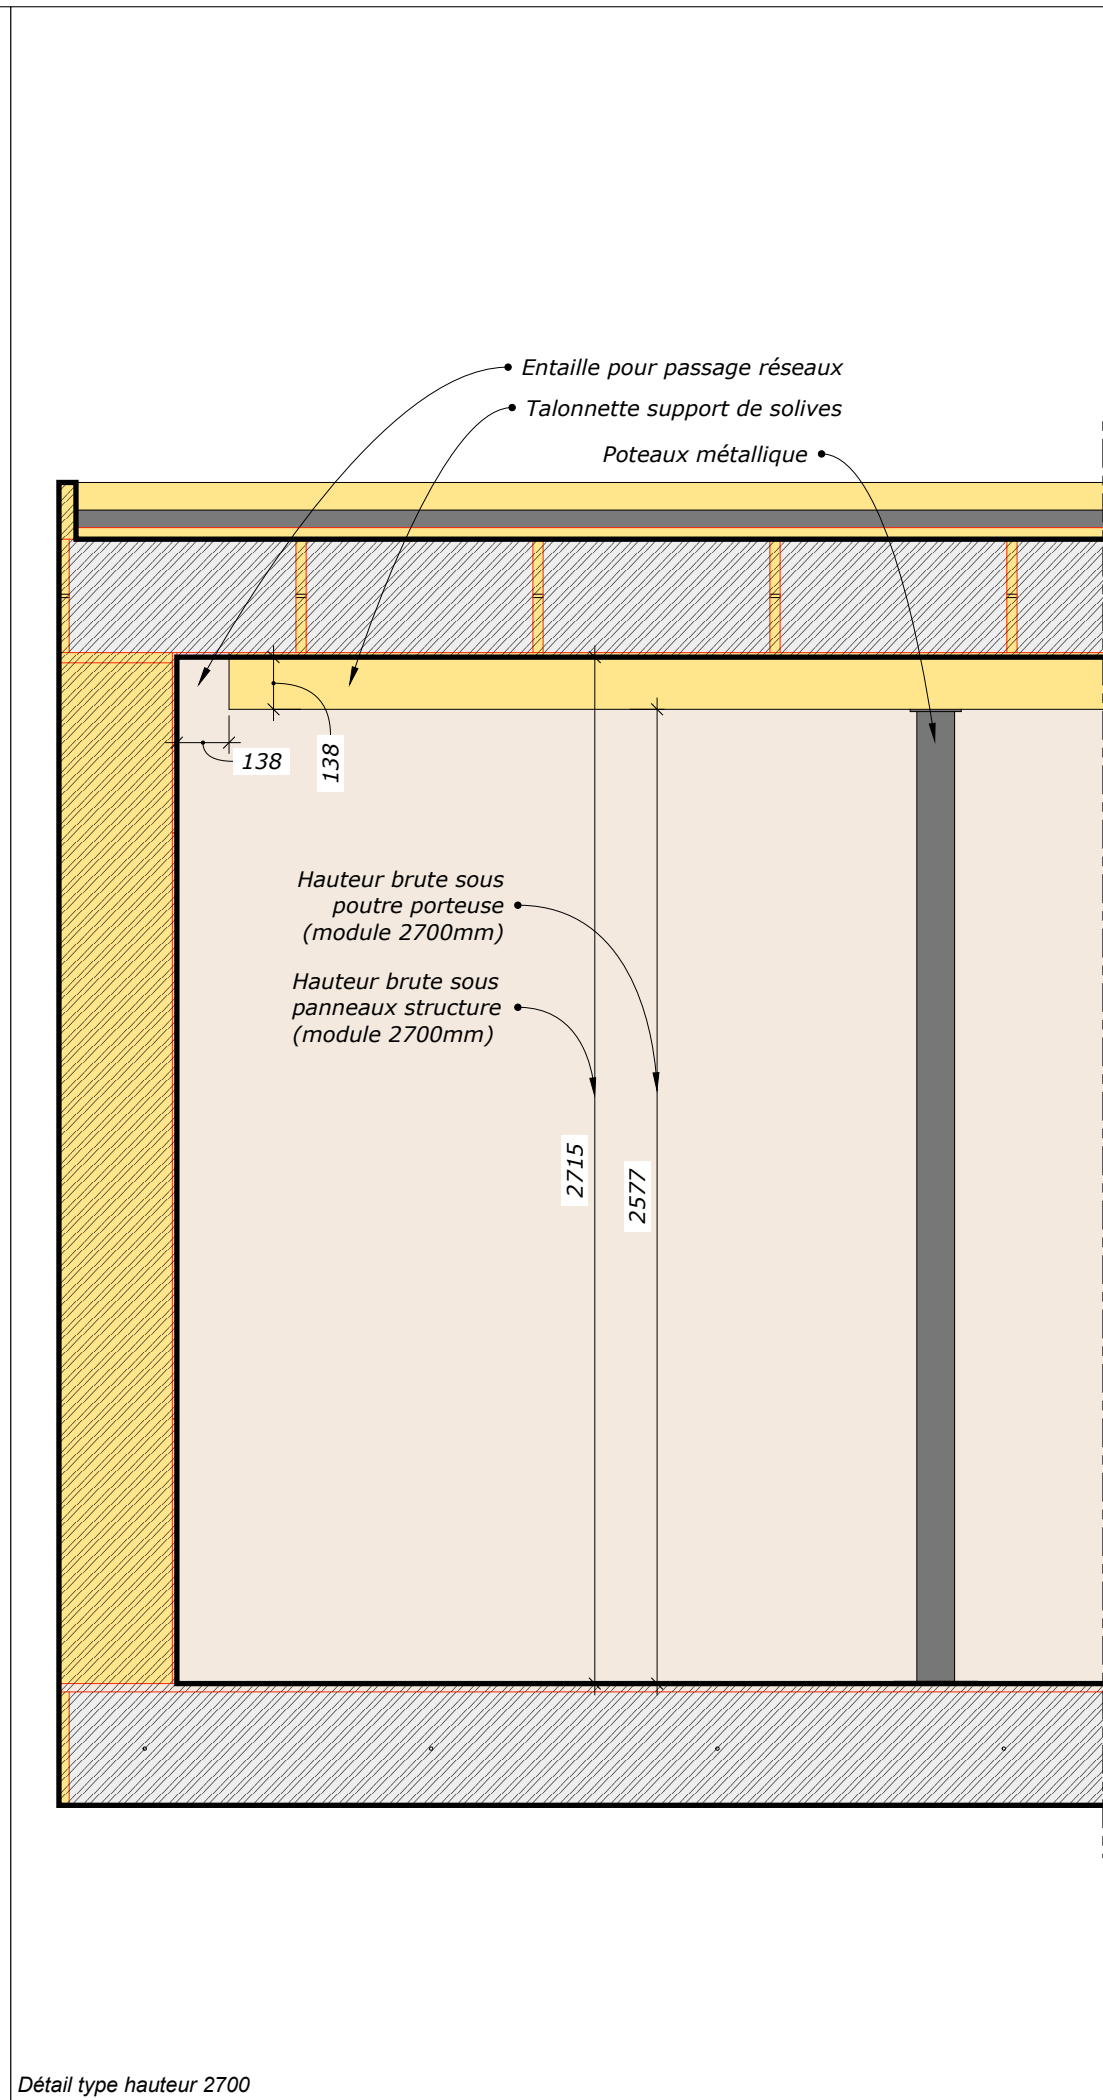 Entaille pour passage réseaux
Talonnette support de solives
Poteaux métallique
138
138
Hauteur brute sous
poutre porteuse
(module 2700mm)
Hauteur brute sous
panneaux structure
(module 2700mm)
2715
2577
Détail type hauteur 2700